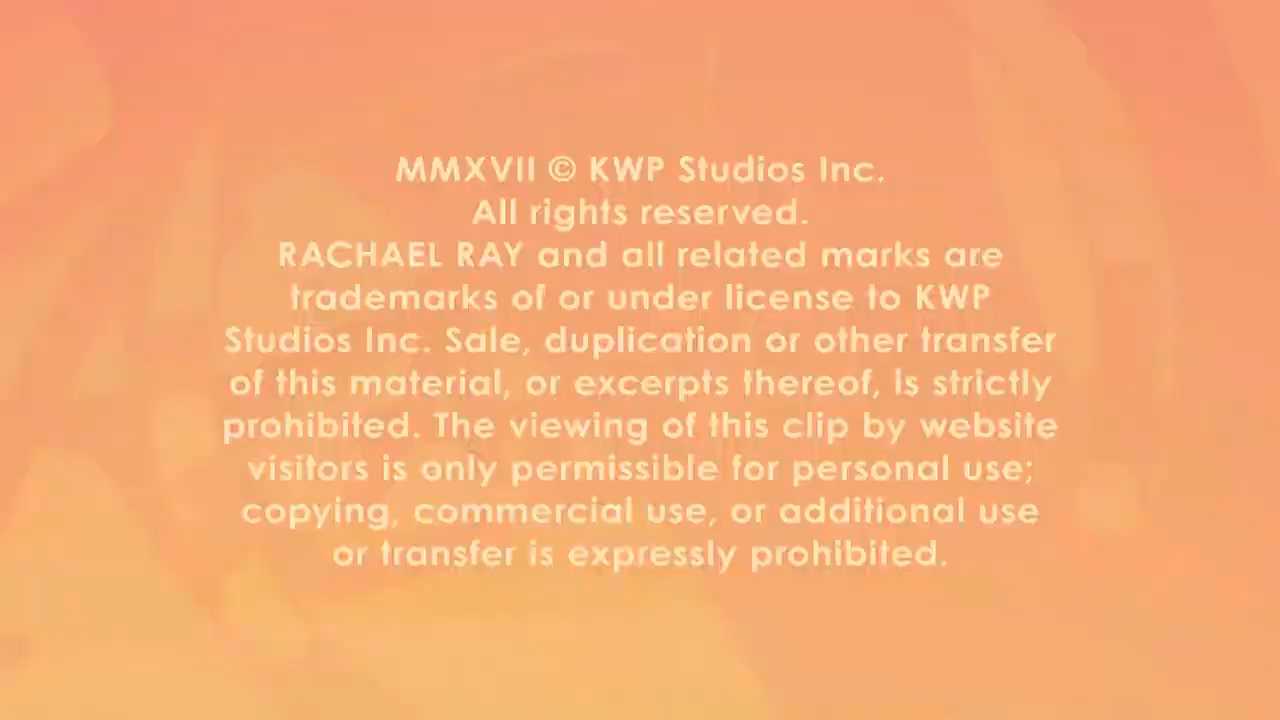 MMXVII © KWP Studios Inc.
All rights reserved.
RACHAEL RAY and all related marks are
trademarks of or under license to KWP
Studios Inc. Sale, duplication or other transfer
of this material, or excerpts thereof, is strictly
prohibited. The viewing of this clip by website
visitors is only permissible for personal use;
copying, commercial use, or additional use
or transfer is expressly prohibited.